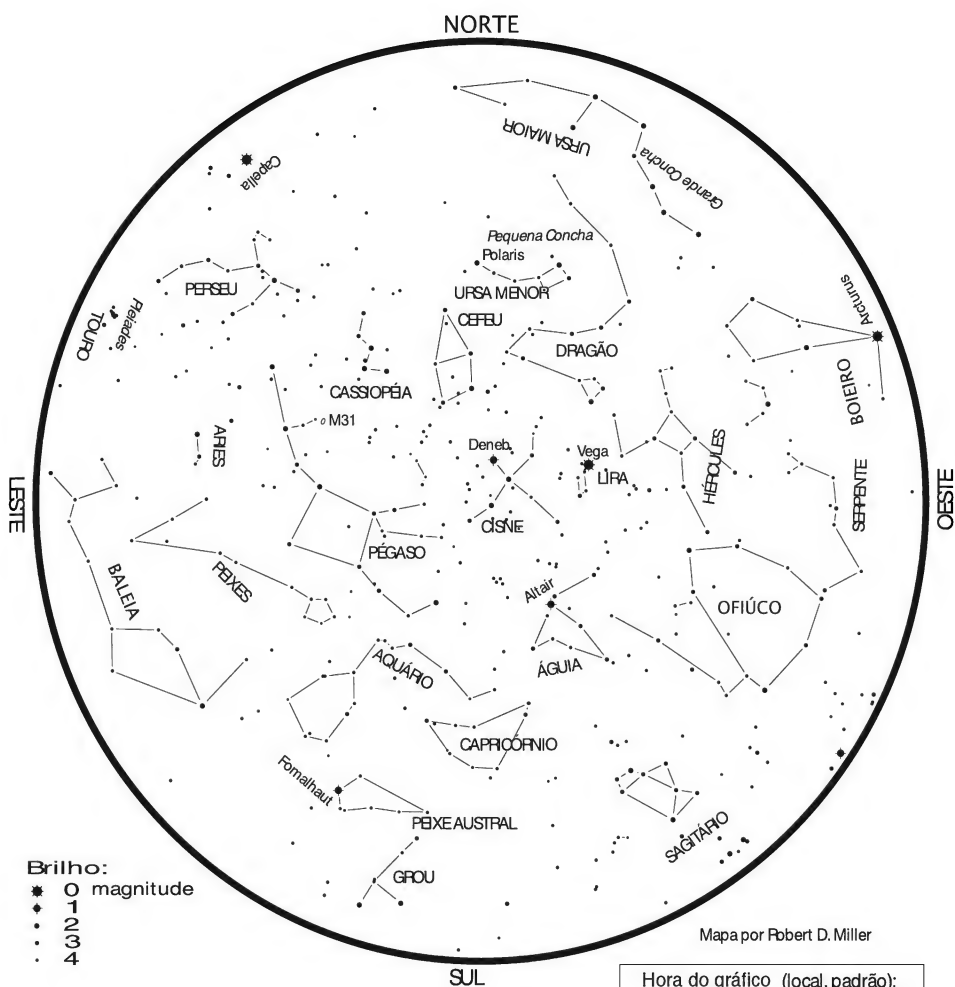 NORTE
URSA MAIOR
Grande Concha
Capella
Pequena Concha
Polaris
URSA MENOR
PERSEU
CEFEU
Pleiades
TOURO
DRAGÃO
Arcturus
BOIEIRO
CASSIOPÉIA
M31
ARIES
Deneb
Vega
LIRA
HÉRCULES
SERPENTE
LESTE
OESTE
CISNE
PÉGASO
PEIXES
BALEIA
Altair
OFIÚCO
AQUÁRIO
ÁGUIA
CAPRICÓRNIO
Fomalhaut
PEIXE AUSTRAL
SAGITÁRIO
GROU
Brilho:
0 magnitude
1
2
3
4
Mapa por Robert D. Miller
SUL
Hora do gráfico (local, padrão):